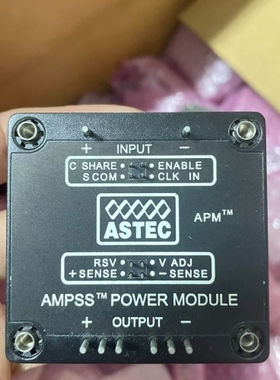 + INPUT −
C SHARE ENABLE
S COM CLK IN
ASTEC APM™
RSV V ADJ
+ SENSE − SENSE
AMPSS™ POWER MODULE
+ OUTPUT −